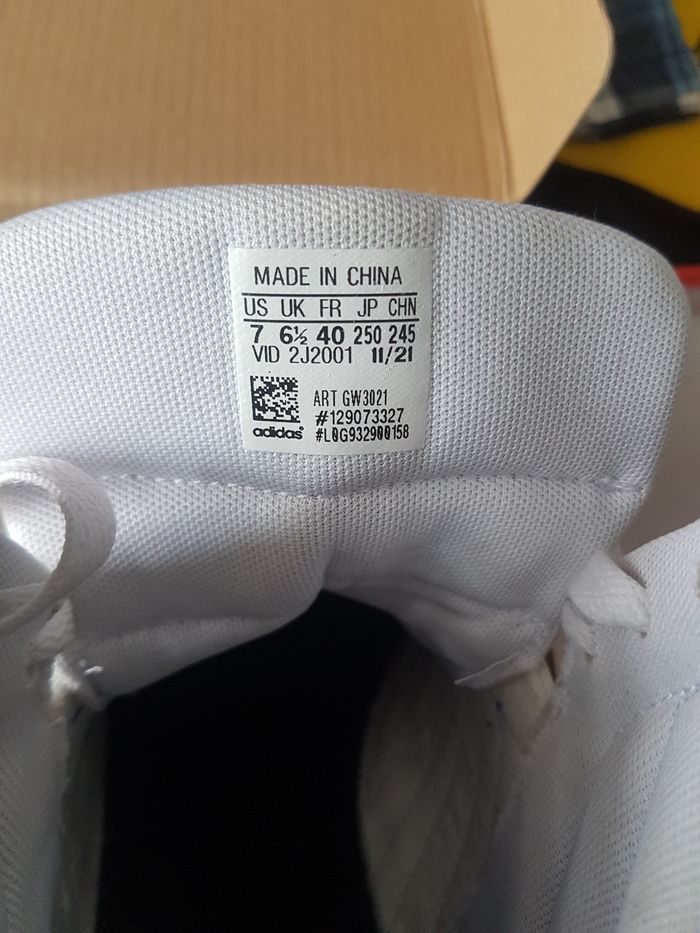 MADE IN CHINA
US UK FR JP CHN
7 6½ 40 250 245
VID 2J2001 11/21
ART GW3021
#129073327
adidas® #L0G932900158